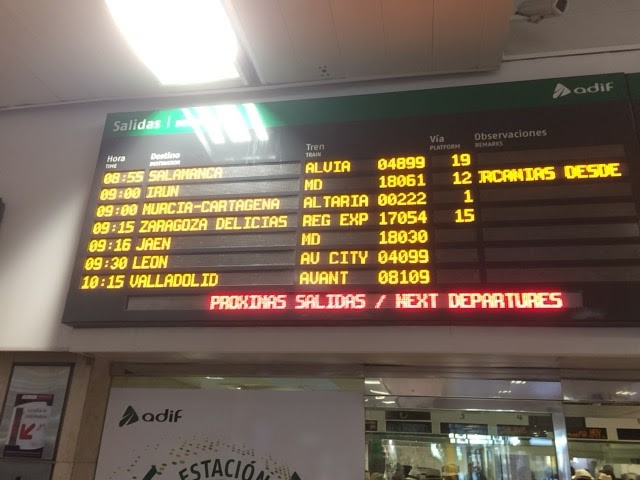 adif
Salidas
Hora Destino Tren Vía Observaciones
TIME DESTINATION TRAIN PLATFORM REMARKS
08:55 SALAMANCA ALVIA 04899 19
09:00 IRUN MD 18061 12 RCANIAS DESDE
09:00 MURCIA-CARTAGENA ALTARIA 00222 1
09:15 ZARAGOZA DELICIAS REG EXP 17054 15
09:16 JAEN MD 18030
09:30 LEON AV CITY 04099
10:15 VALLADOLID AVANT 08109
PROXIMAS SALIDAS / NEXT DEPARTURES
adif
ESTACIÓN